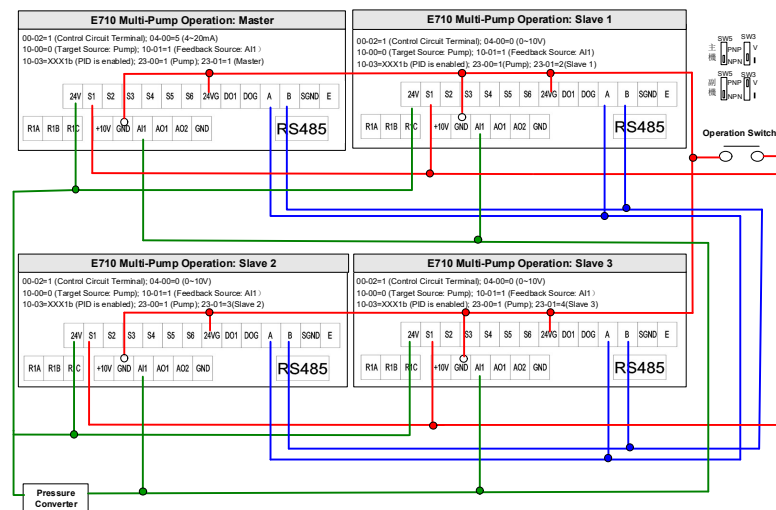 E710 Multi-Pump Operation: Master
00-02=1 (Control Circuit Terminal); 04-00=5 (4~20mA)
10-00=0 (Target Source: Pump), 10-01=1 (Feedback Source: AI1)
10-03=XXX1b (PID is enabled); 23-00=1 (Pump); 23-01=1 (Master)
24V S1 S2 S3 S4 S5 S6 24VG DO1 DOG A B SGND E
R1A R1B R1C +10V GND AI1 AO1 AO2 GND RS485
E710 Multi-Pump Operation: Slave 1
00-02=1 (Control Circuit Terminal), 04-00=0 (0~10V)
10-00=0 (Target Source: Pump); 10-01=1 (Feedback Source: AI1)
10-03=XXX1b (PID is enabled); 23-00=1(Pump); 23-01=2(Slave 1)
24V S1 S2 S3 S4 S5 S6 24VG DO1 DOG A B SGND E
R1A R1B R1C +10V GND AI1 AO1 AO2 GND RS485
SW5 SW3
主機 PNP V
NPN I
SW5 SW3
副機 PNP V
NPN I
Operation Switch
E710 Multi-Pump Operation: Slave 2
00-02=1 (Control Circuit Terminal); 04-00=0 (0~10V)
10-00=0 (Target Source: Pump); 10-01=1 (Feedback Source: AI1)
10-03=XXX1b (PID is enabled); 23-00=1 (Pump); 23-01=3(Slave 2)
24V S1 S2 S3 S4 S5 S6 24VG DO1 DOG A B SGND E
R1A R1B R1C +10V GND AI1 AO1 AO2 GND RS485
E710 Multi-Pump Operation: Slave 3
00-02=1 (Control Circuit Terminal); 04-00=0 (0~10V)
10-00=0 (Target Source: Pump); 10-01=1 (Feedback Source: AI1)
10-03=XXX1b (PID is enabled); 23-00=1 (Pump); 23-01=4(Slave 3)
24V S1 S2 S3 S4 S5 S6 24VG DO1 DOG A B SGND E
R1A R1B R1C +10V GND AI1 AO1 AO2 GND RS485
Pressure
Converter